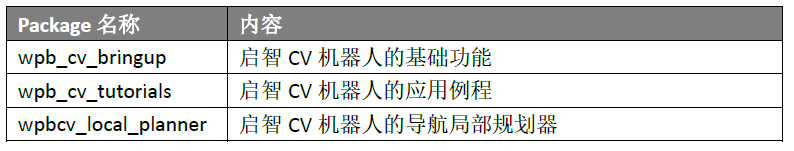 Package 名称 内容
wpb_cv_bringup 启智 CV 机器人的基础功能
wpb_cv_tutorials 启智 CV 机器人的应用例程
wpbcv_local_planner 启智 CV 机器人的导航局部规划器